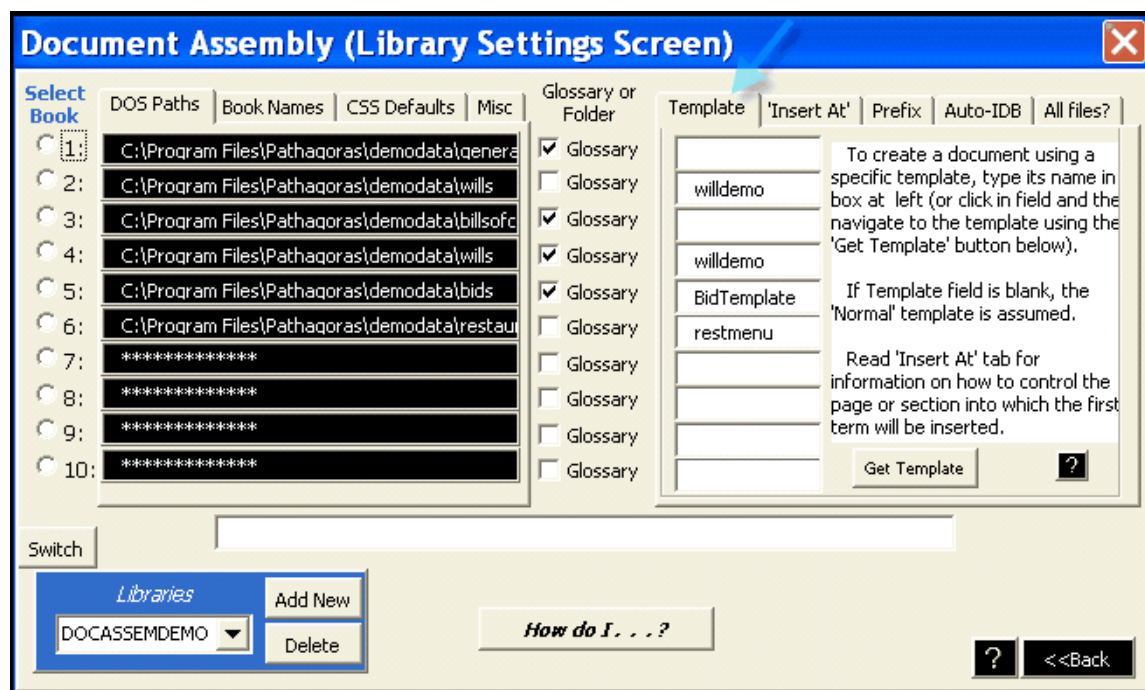 Document Assembly (Library Settings Screen)
Select Book
DOS Paths Book Names CSS Defaults Misc
Glossary or Folder
Template 'Insert At' Prefix Auto-IDB All files?
1: C:\Program Files\Pathagoras\demodata\genera Glossary
2: C:\Program Files\Pathagoras\demodata\wills Glossary willdemo
3: C:\Program Files\Pathagoras\demodata\billsofc Glossary
4: C:\Program Files\Pathagoras\demodata\wills Glossary willdemo
5: C:\Program Files\Pathagoras\demodata\bids Glossary BidTemplate
6: C:\Program Files\Pathagoras\demodata\restau Glossary restmenu
7: ************* Glossary
8: ************* Glossary
9: ************* Glossary
10: ************* Glossary
To create a document using a
specific template, type its name in
box at left (or click in field and the
navigate to the template using the
'Get Template' button below).
If Template field is blank, the
'Normal' template is assumed.
Read 'Insert At' tab for
information on how to control the
page or section into which the first
term will be inserted.
Get Template ?
Switch
Libraries
DOCASSEMDEMO
Add New
Delete
How do I. . .?
? <<Back